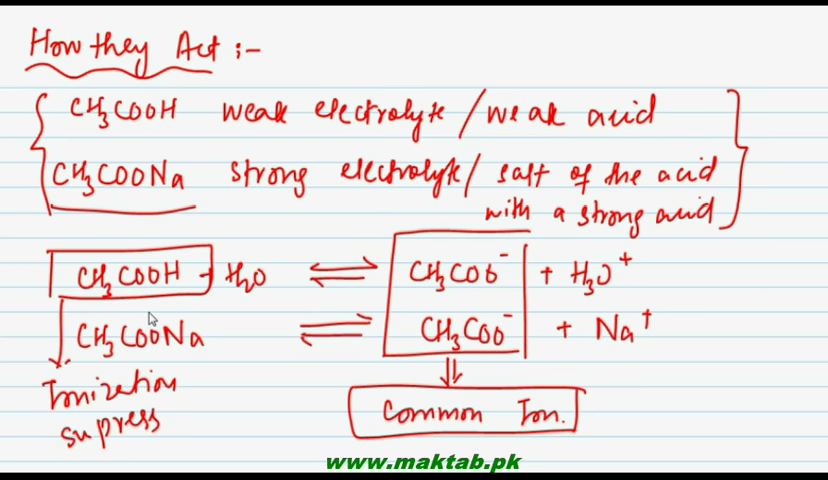 How they Act :-
CH₃COOH weak electrolyte / weak acid
CH₃COONa strong electrolyte / salt of the acid
with a strong acid
CH₃COOH + H₂O ⇌ CH₃COO⁻ + H₃O⁺
CH₃COONa ⇌ CH₃COO⁻ + Na⁺
Ionization
supress
Common Ion.
www.maktab.pk